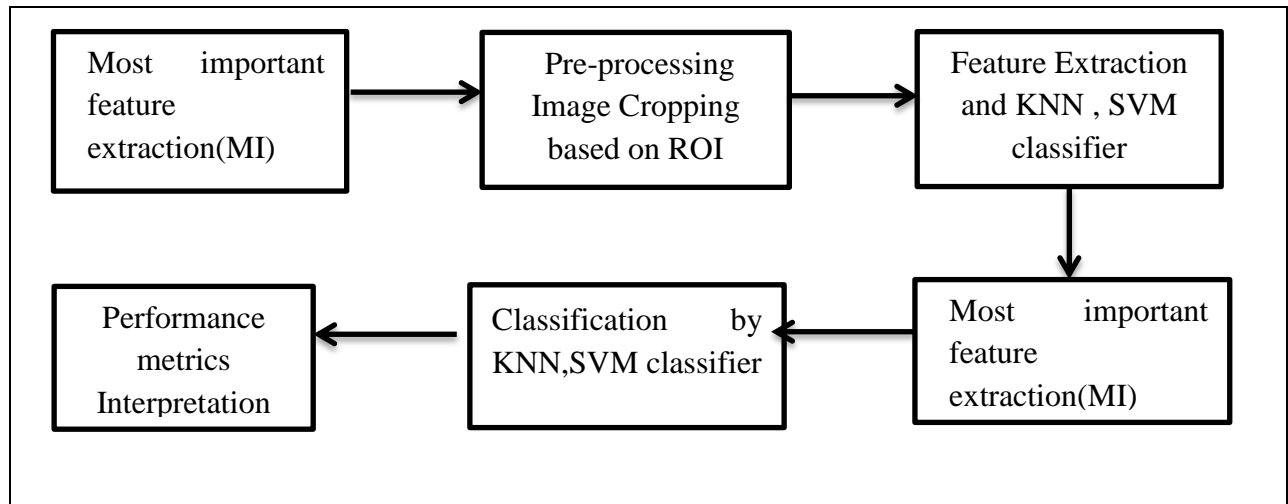 Most important
feature
extraction(MI)
Pre-processing
Image Cropping
based on ROI
Feature Extraction
and KNN , SVM
classifier
Most important
feature
extraction(MI)
Classification by
KNN,SVM classifier
Performance
metrics
Interpretation